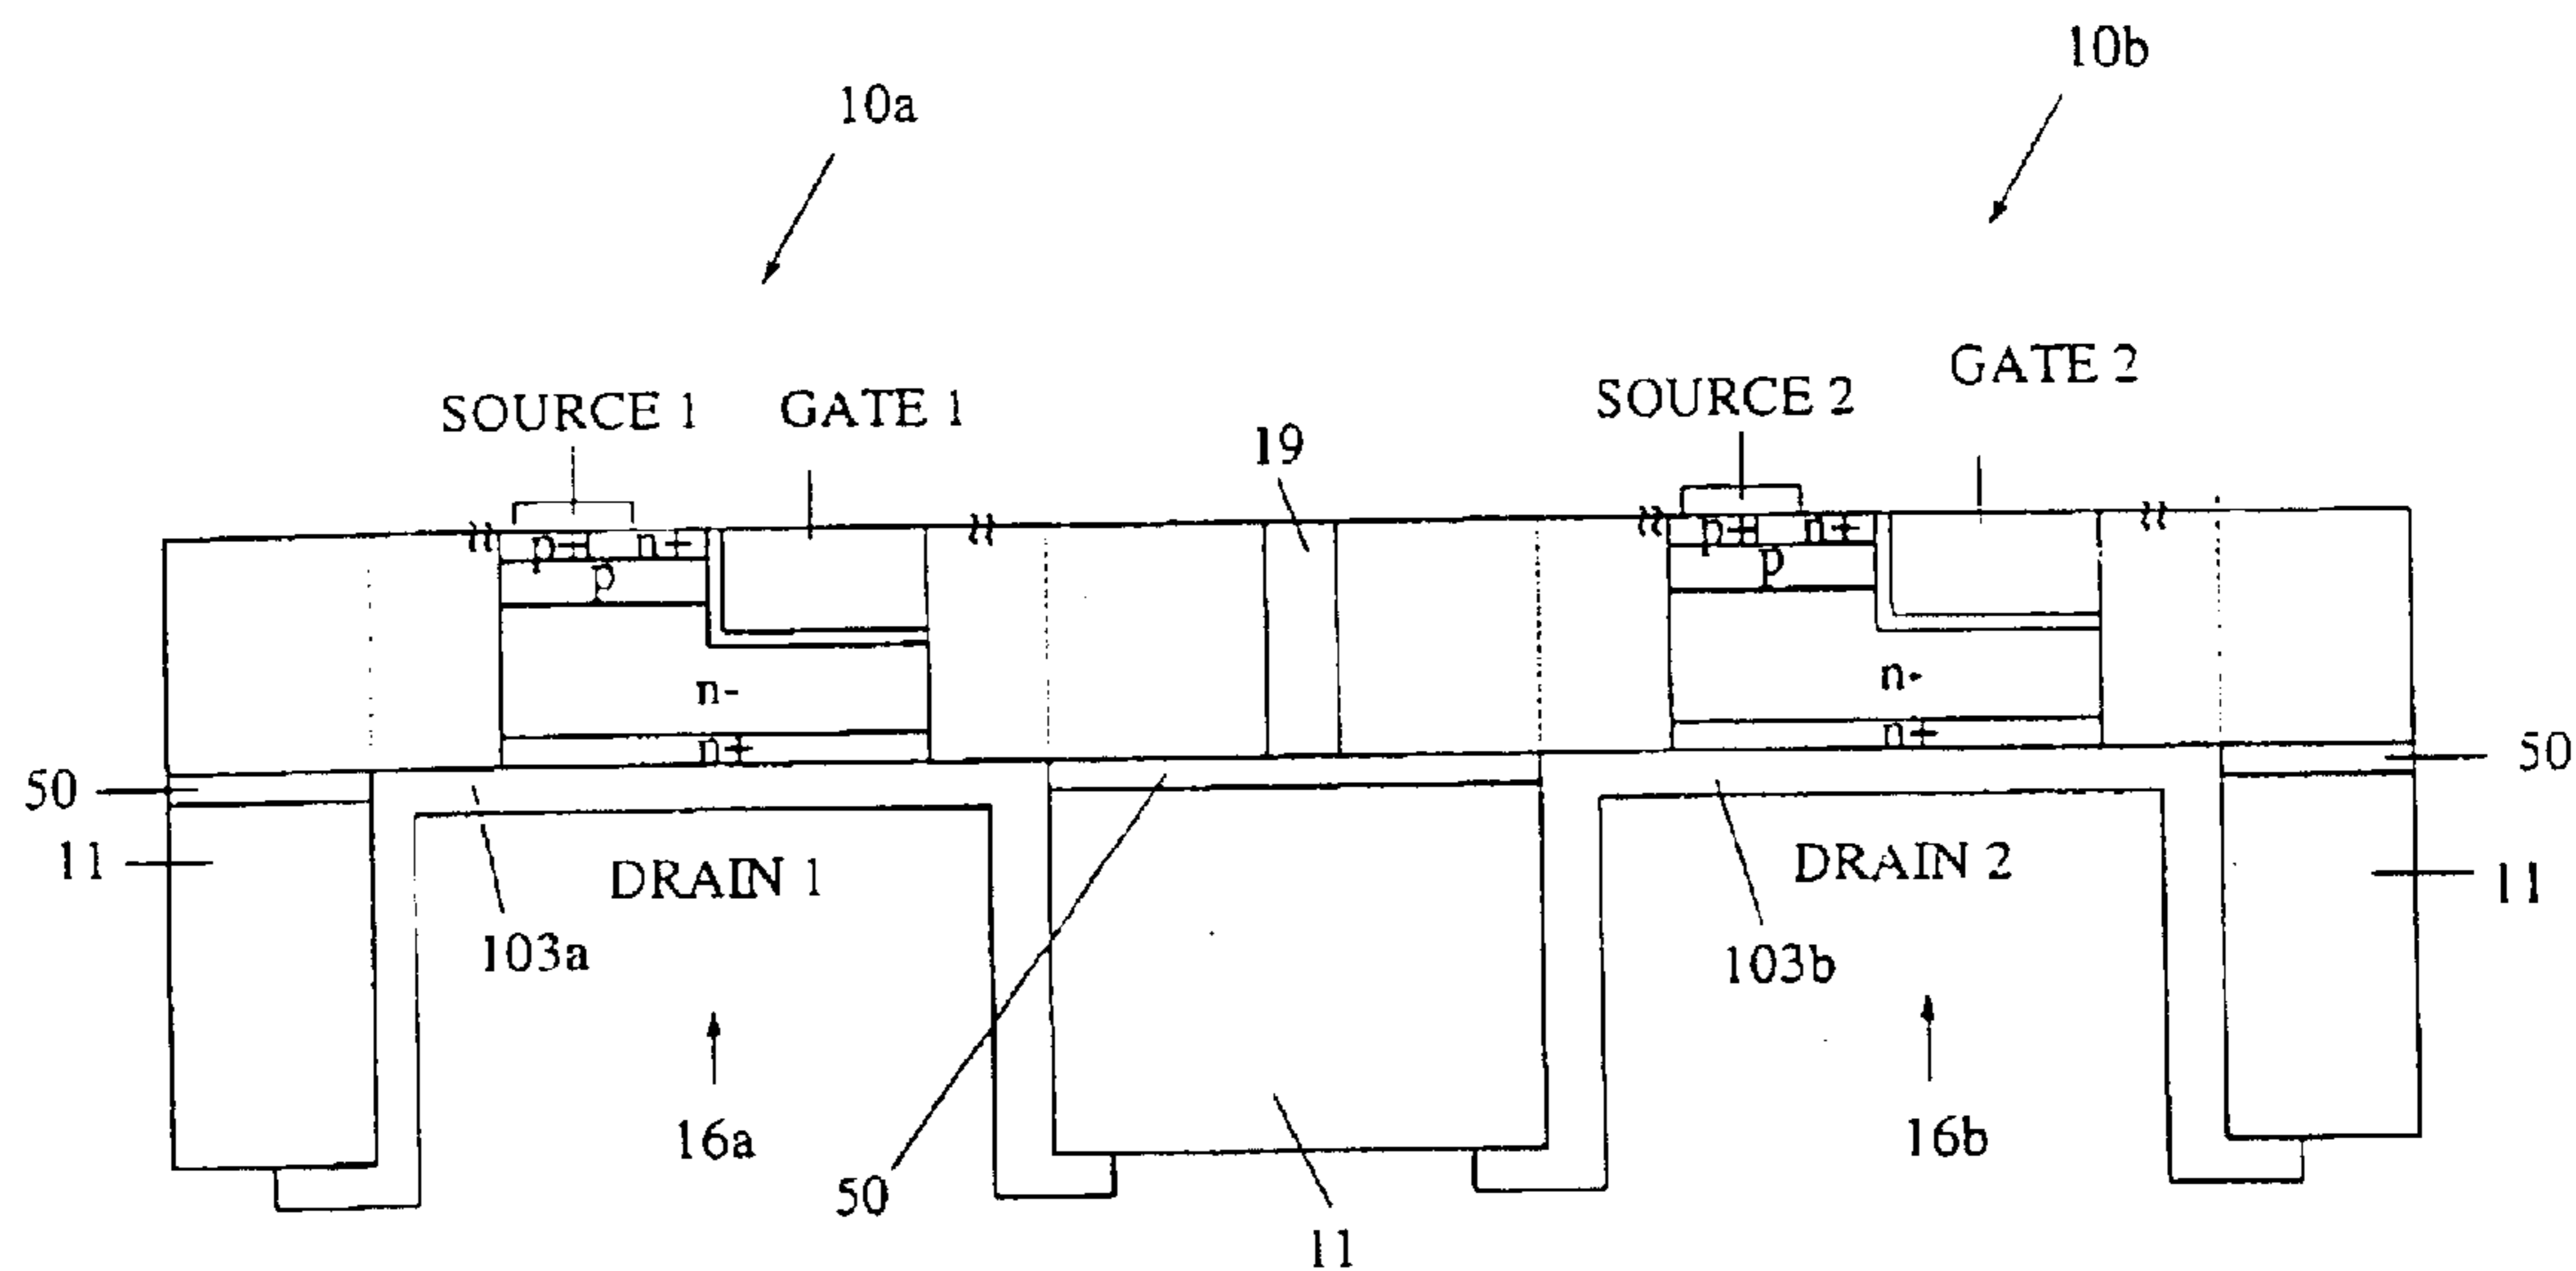 10b
10a
GATE 2
SOURCE 2
SOURCE 1
GATE 1
19
p+ n+
p+ n+
p
p
n-
n-
n+
n+
50
50
11
DRAIN 1
DRAIN 2
11
103a
103b
16a
16b
50
11